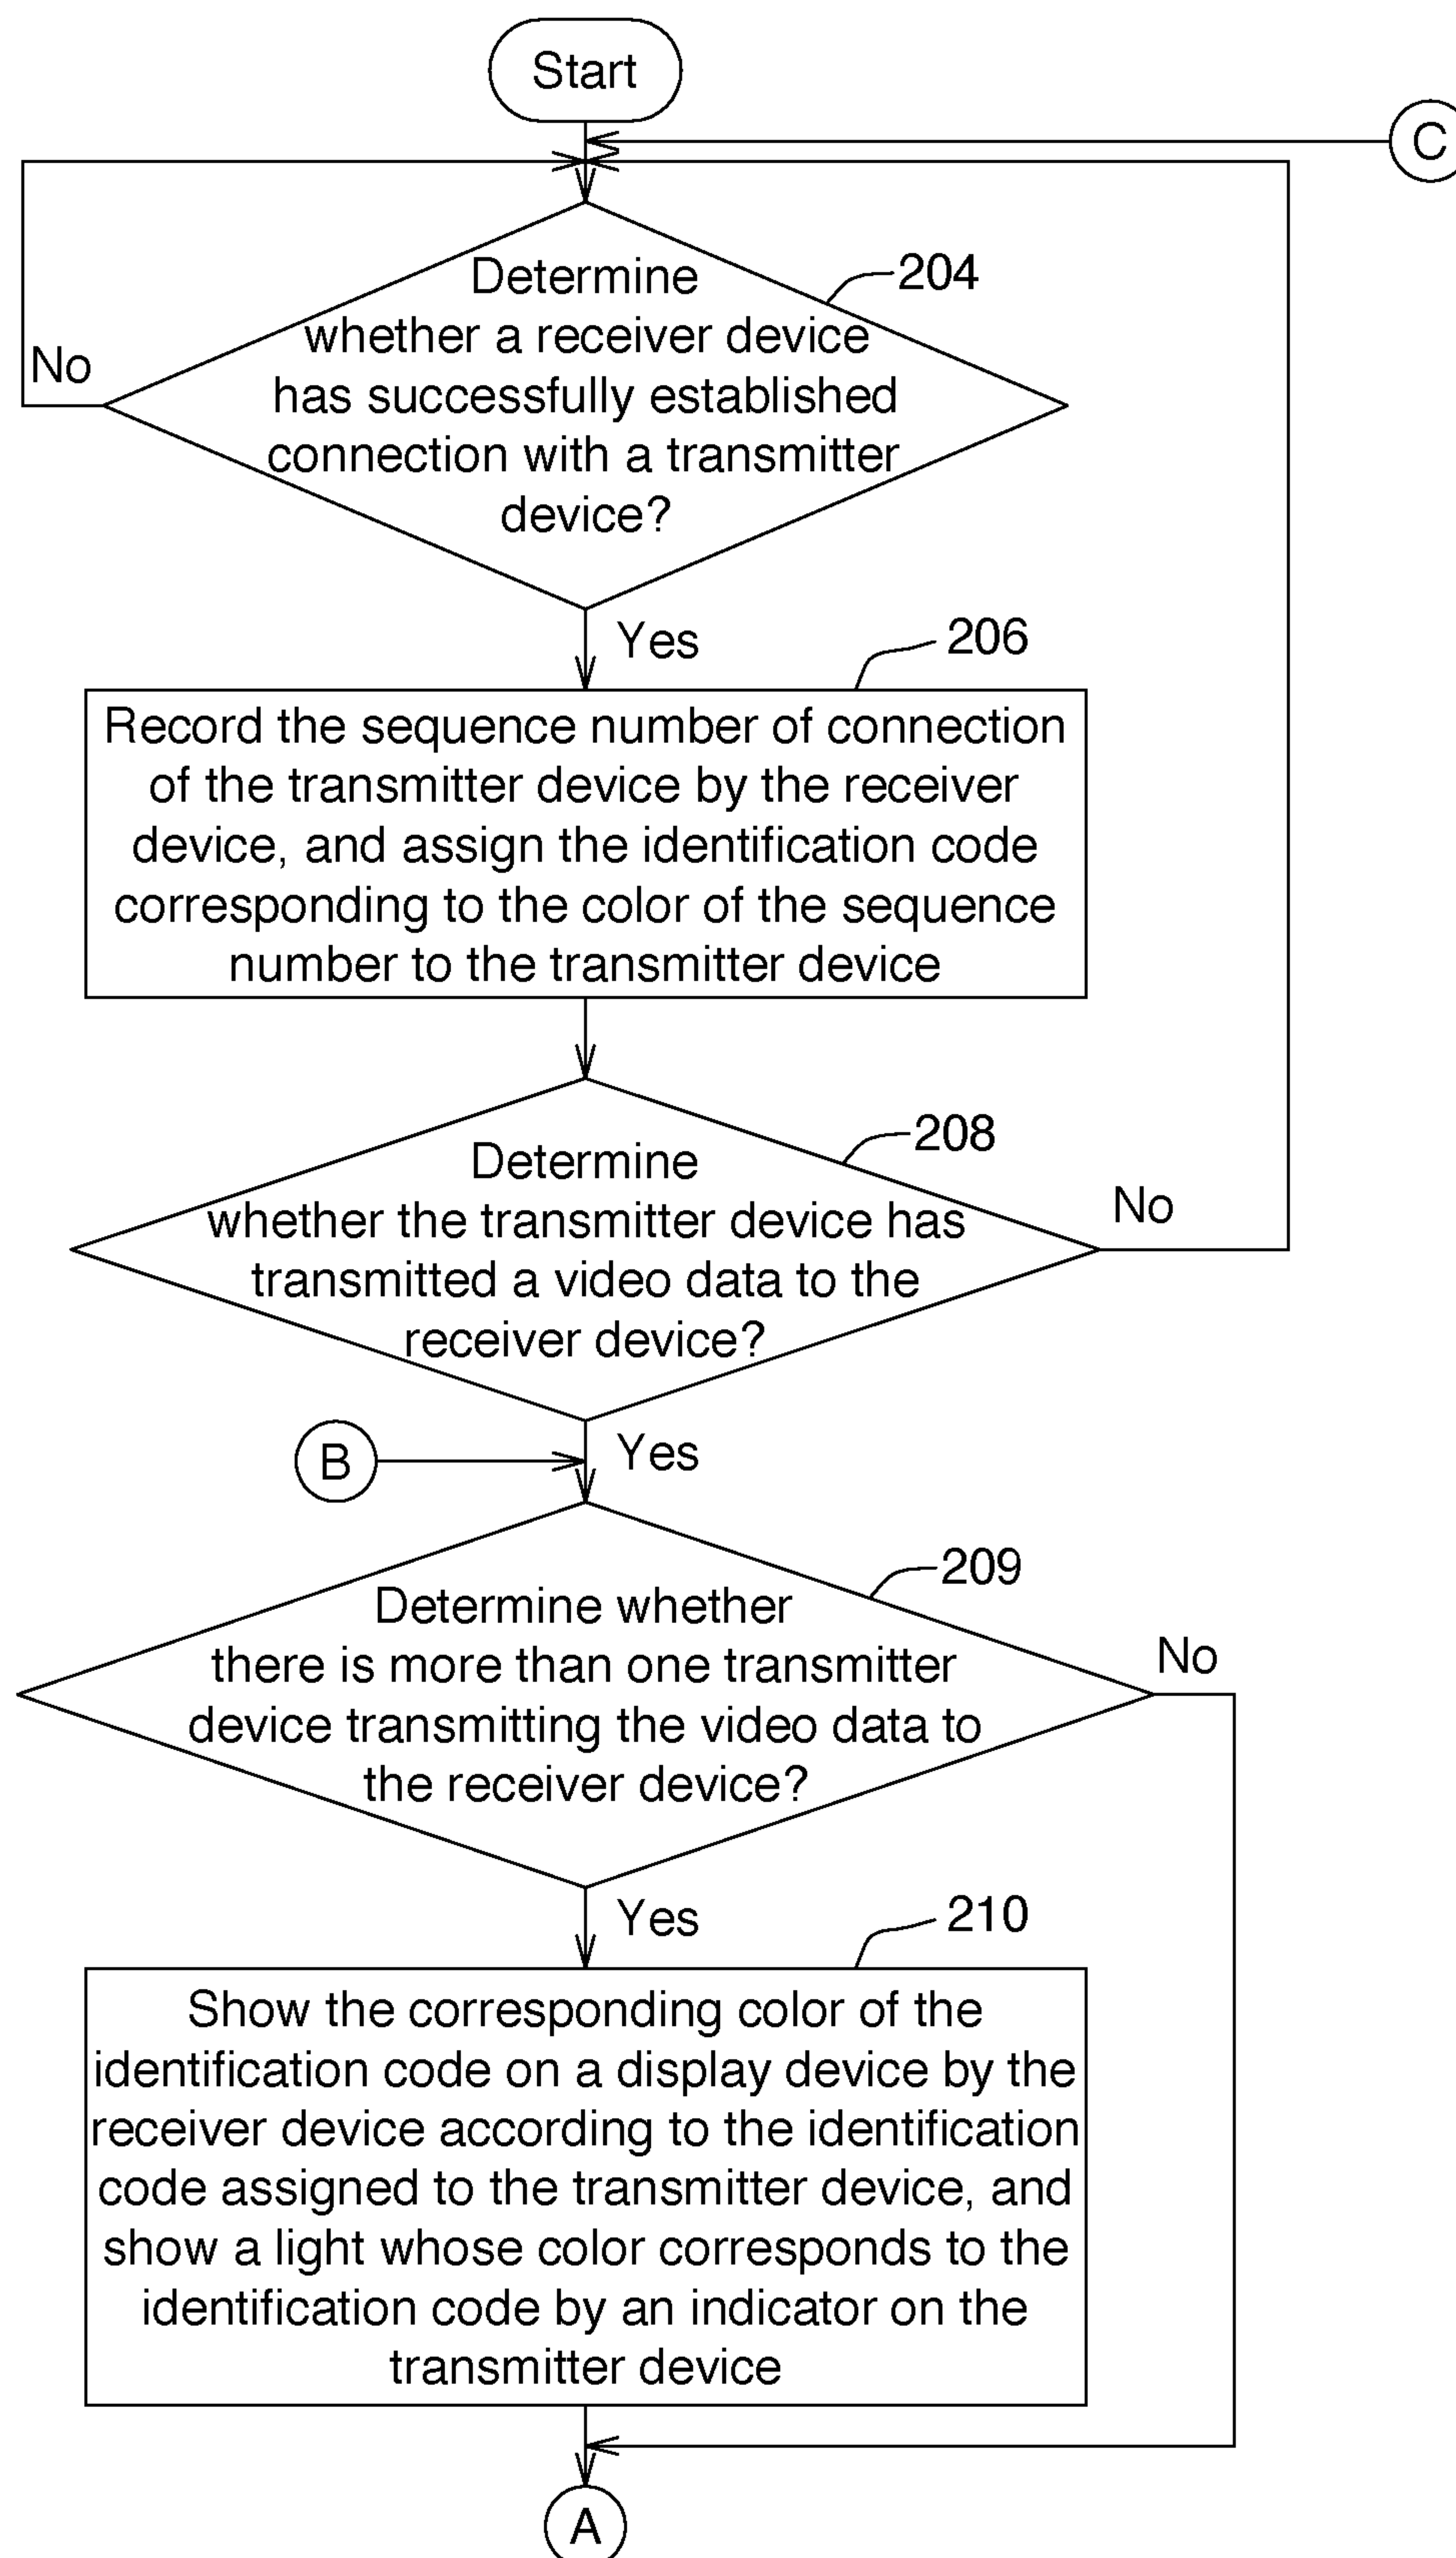 Start
C
Determine
whether a receiver device
has successfully established
connection with a transmitter
device?
204
No
Yes
206
Record the sequence number of connection
of the transmitter device by the receiver
device, and assign the identification code
corresponding to the color of the sequence
number to the transmitter device
208
Determine
whether the transmitter device has
transmitted a video data to the
receiver device?
No
B
Yes
209
Determine whether
there is more than one transmitter
device transmitting the video data to
the receiver device?
No
Yes
210
Show the corresponding color of the
identification code on a display device by the
receiver device according to the identification
code assigned to the transmitter device, and
show a light whose color corresponds to the
identification code by an indicator on the
transmitter device
A